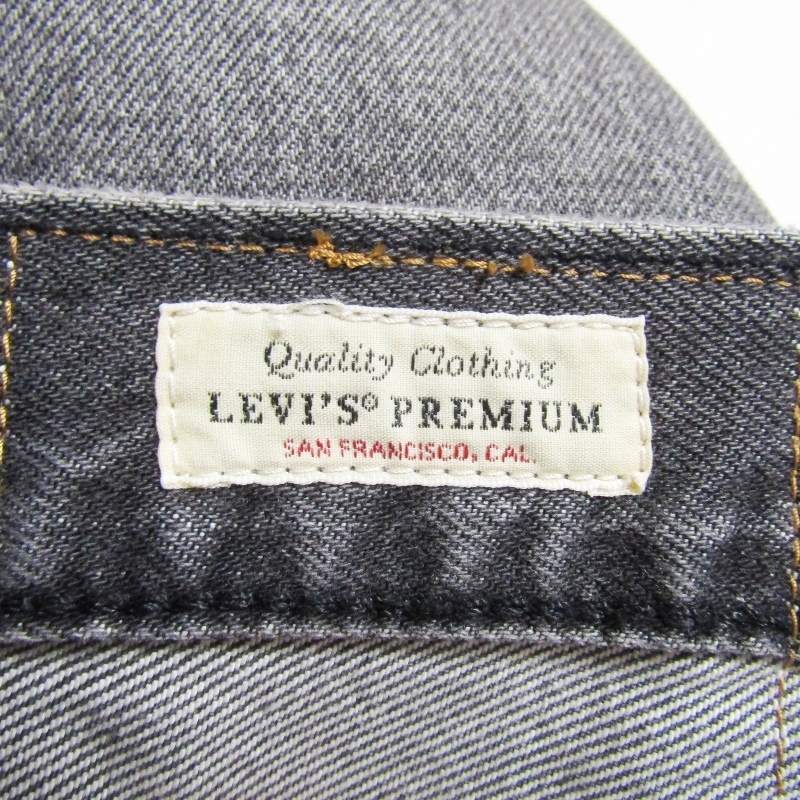 Quality Clothing
LEVI'S® PREMIUM
SAN FRANCISCO, CAL.